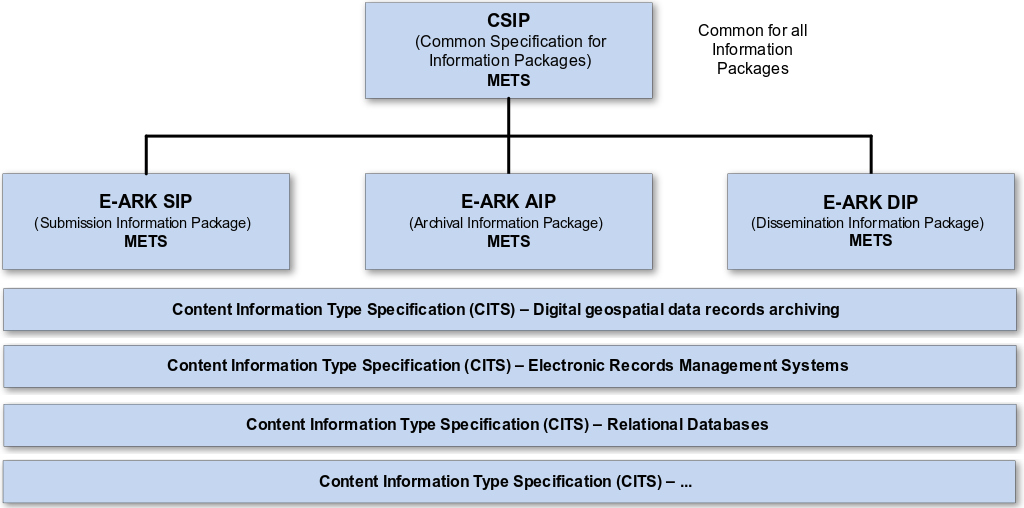 CSIP
(Common Specification for
Information Packages)
METS
Common for all
Information
Packages
E-ARK SIP
(Submission Information Package)
METS
E-ARK AIP
(Archival Information Package)
METS
E-ARK DIP
(Dissemination Information Package)
METS
Content Information Type Specification (CITS) – Digital geospatial data records archiving
Content Information Type Specification (CITS) – Electronic Records Management Systems
Content Information Type Specification (CITS) – Relational Databases
Content Information Type Specification (CITS) – ...